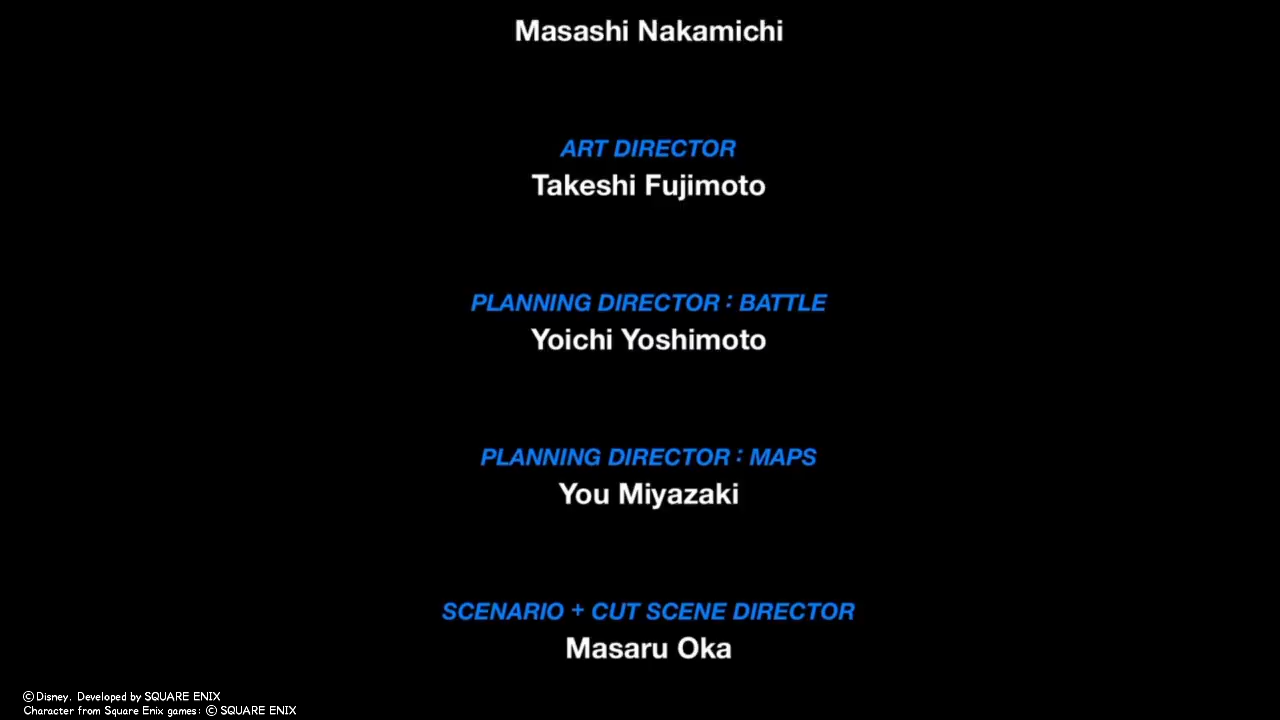 Masashi Nakamichi
ART DIRECTOR
Takeshi Fujimoto
PLANNING DIRECTOR : BATTLE
Yoichi Yoshimoto
PLANNING DIRECTOR : MAPS
You Miyazaki
SCENARIO + CUT SCENE DIRECTOR
Masaru Oka
© Disney. Developed by SQUARE ENIX
Character from Square Enix games: © SQUARE ENIX